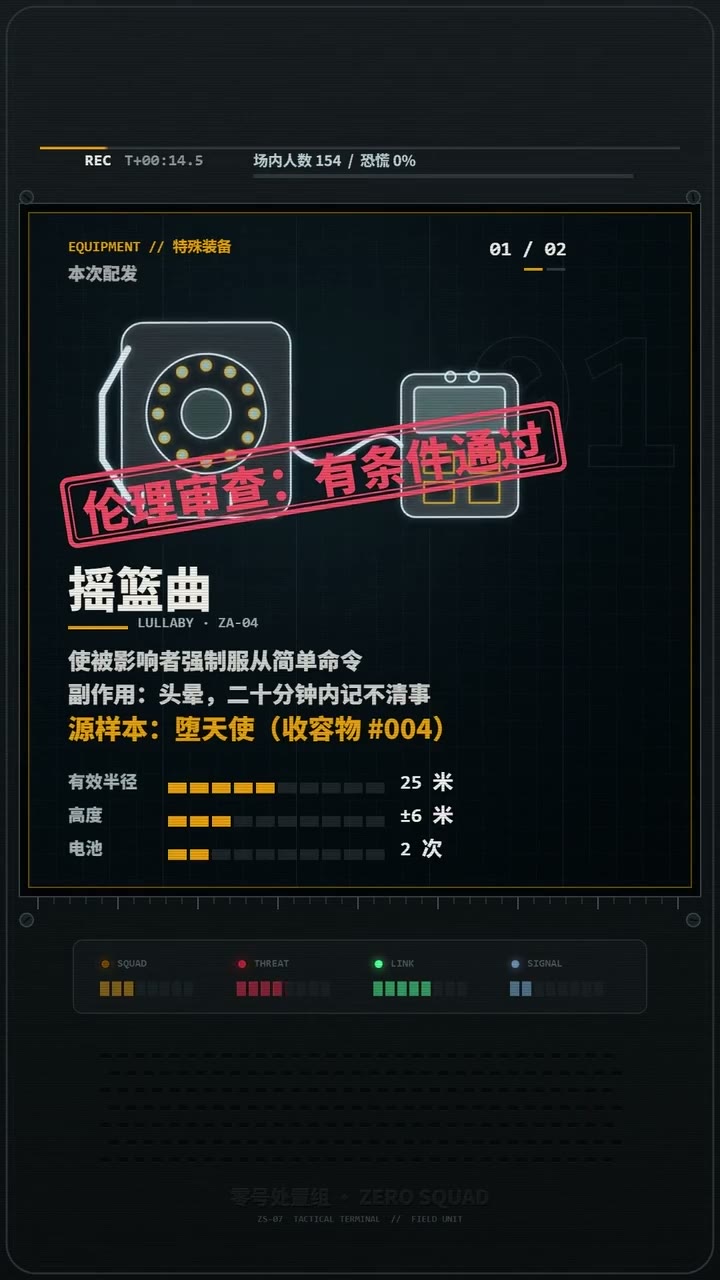 REC T+00:14.5 场内人数 154 / 恐慌 0%
EQUIPMENT // 特殊装备
01 / 02
本次配发
01
伦理审查：有条件通过
摇篮曲
LULLABY · ZA-04
使被影响者强制服从简单命令
副作用：头晕，二十分钟内记不清事
源样本：堕天使（收容物 #004）
有效半径 25 米
高度 ±6 米
电池 2 次
SQUAD THREAT LINK SIGNAL
零号处置组 · ZERO SQUAD
ZS-07 TACTICAL TERMINAL // FIELD UNIT